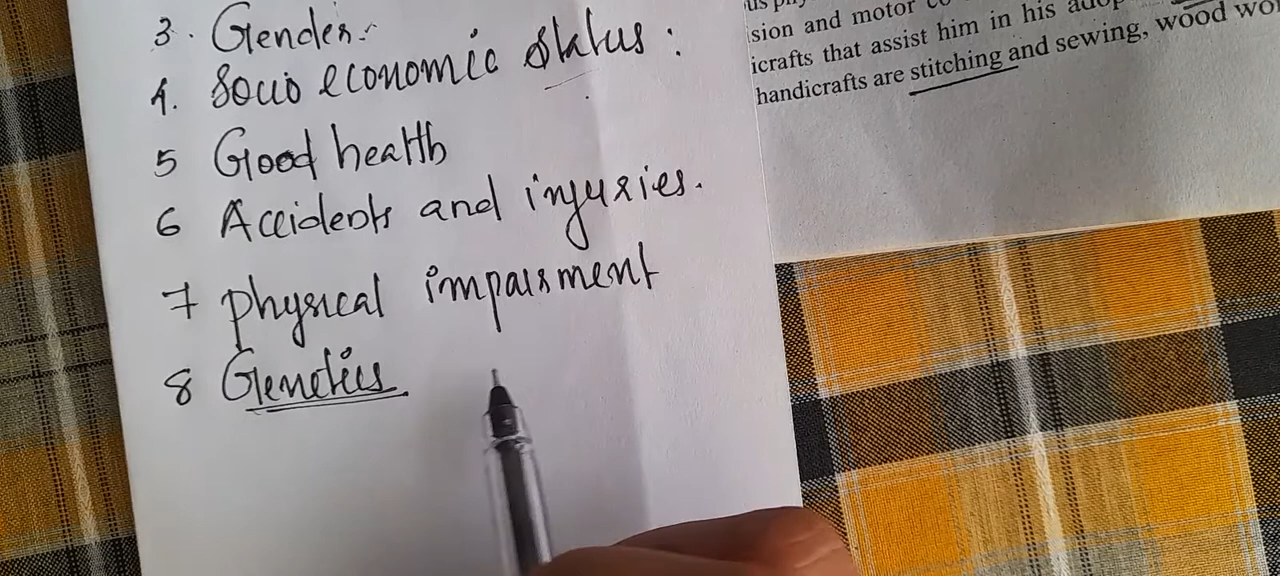 3. Gender.
4. Socio economic status :
5 Good health
6 Accidents and injuries.
7 physical impairment
8 Genetics
sion and motor
icrafts that assist him in his
handicrafts are stitching and sewing, wood